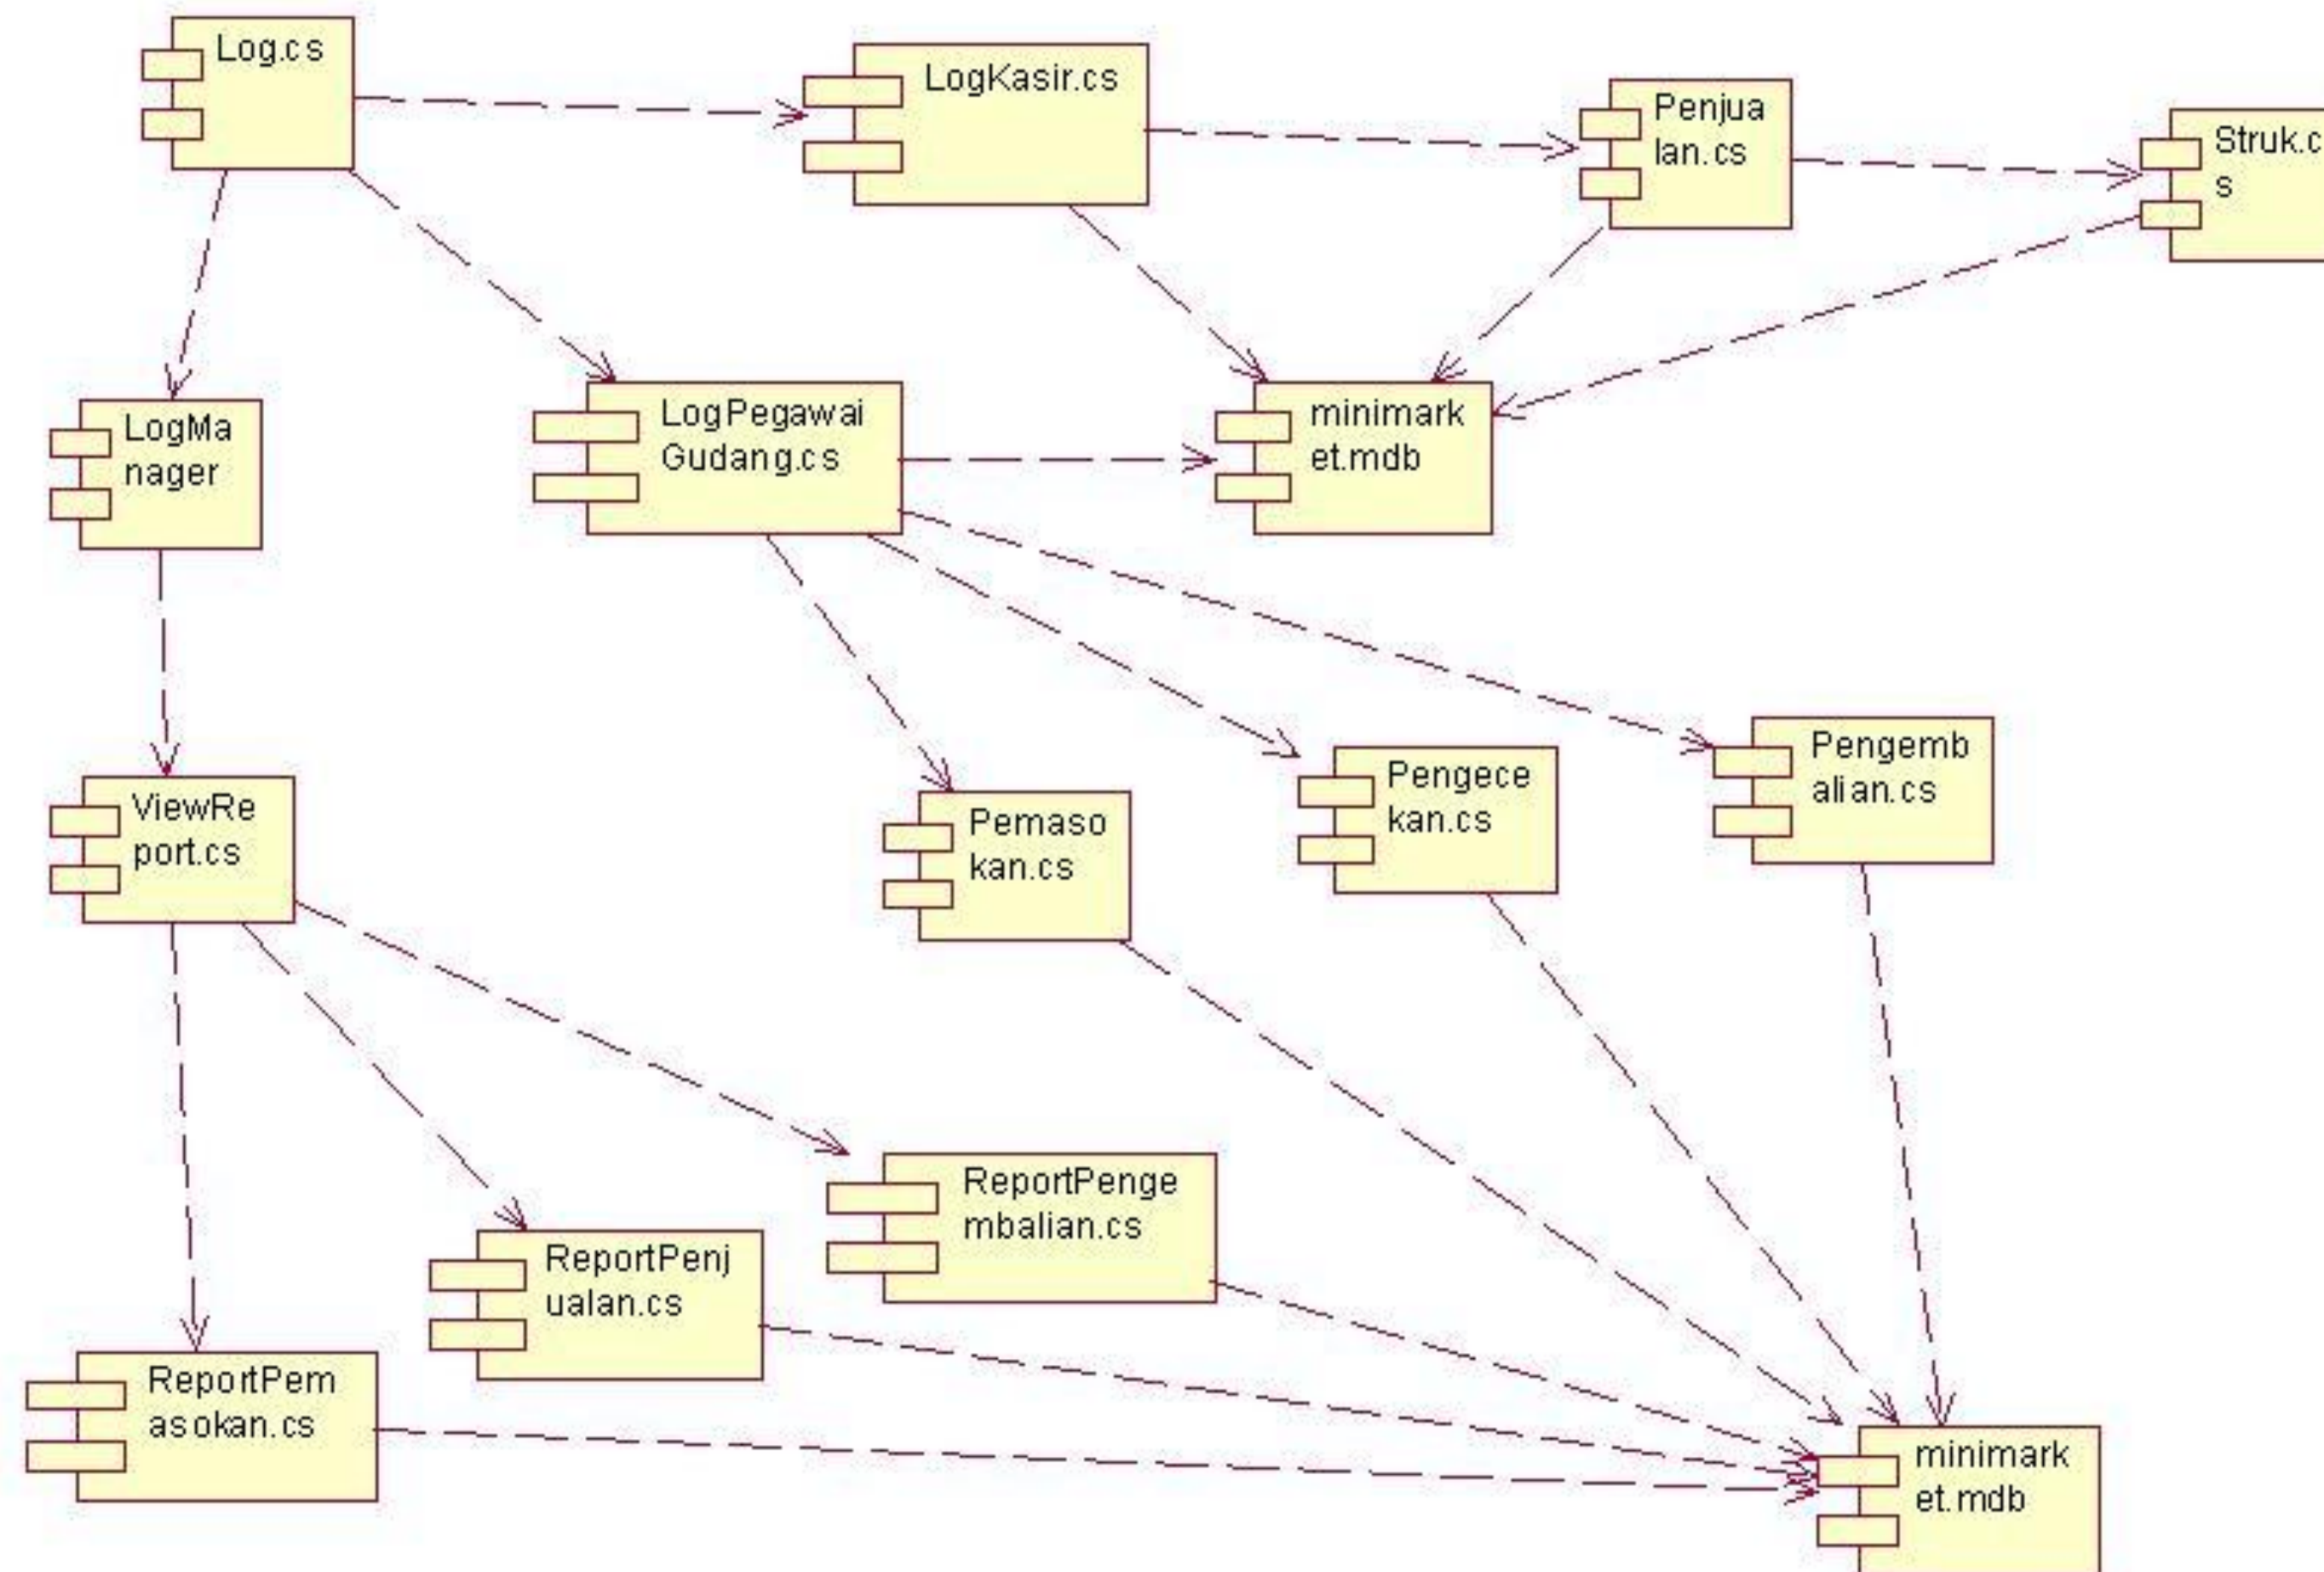 Log.cs
LogKasir.cs
Penjua
lan.cs
Struk.c
s
LogMa
nager
LogPegawai
Gudang.cs
minimark
et.mdb
ViewRe
port.cs
Pemaso
kan.cs
Pengece
kan.cs
Pengemb
alian.cs
ReportPem
asokan.cs
ReportPenj
ualan.cs
ReportPenge
mbalian.cs
minimark
et.mdb